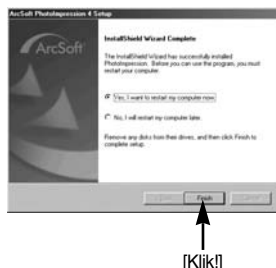 ArcSoft PhotoImpression 4 Setup
ArcSoft
InstallShield Wizard Complete
The InstallShield Wizard has successfully installed
PhotoImpression. Before you can use the program, you must
restart your computer.
Yes, I want to restart my computer now.
No, I will restart my computer later.
Remove any disks from their drives, and then click Finish to
complete setup.
Finish
[Klik!]